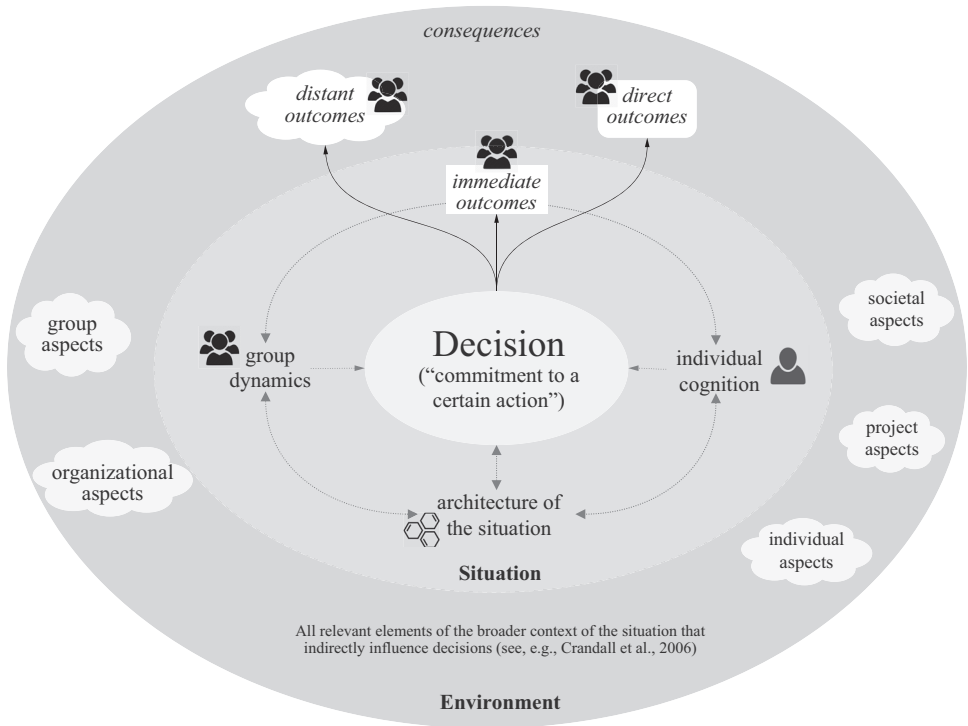 consequences
distant
outcomes
direct
outcomes
immediate
outcomes
group
aspects
societal
aspects
group
dynamics
Decision
(“commitment to a
certain action”)
individual
cognition
project
aspects
organizational
aspects
architecture of
the situation
individual
aspects
Situation
All relevant elements of the broader context of the situation that
indirectly influence decisions (see, e.g., Crandall et al., 2006)
Environment